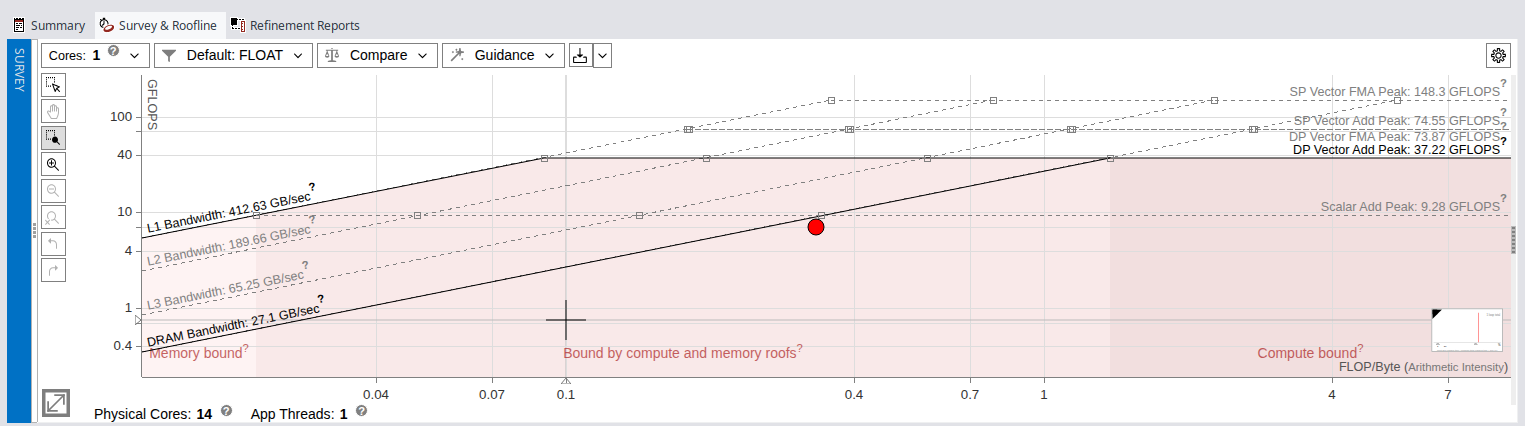 Summary Survey & Roofline Refinement Reports
SURVEY
Cores: 1 ? Default: FLOAT Compare Guidance
GFLOPS
100
40
10
4
1
0.4
SP Vector FMA Peak: 148.3 GFLOPS?
SP Vector Add Peak: 74.55 GFLOPS?
DP Vector FMA Peak: 73.87 GFLOPS?
DP Vector Add Peak: 37.22 GFLOPS?
Scalar Add Peak: 9.28 GFLOPS?
L1 Bandwidth: 412.63 GB/sec?
L2 Bandwidth: 189.66 GB/sec?
L3 Bandwidth: 65.25 GB/sec?
DRAM Bandwidth: 27.1 GB/sec?
Memory bound? Bound by compute and memory roofs? Compute bound?
FLOP/Byte (Arithmetic Intensity)
0.04 0.07 0.1 0.4 0.7 1 4 7
Physical Cores: 14 ? App Threads: 1 ?